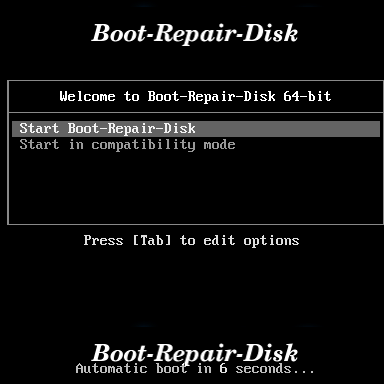 Boot-Repair-Disk
Welcome to Boot-Repair-Disk 64-bit
Start Boot-Repair-Disk
Start in compatibility mode
Press [Tab] to edit options
Boot-Repair-Disk
Automatic boot in 6 seconds...